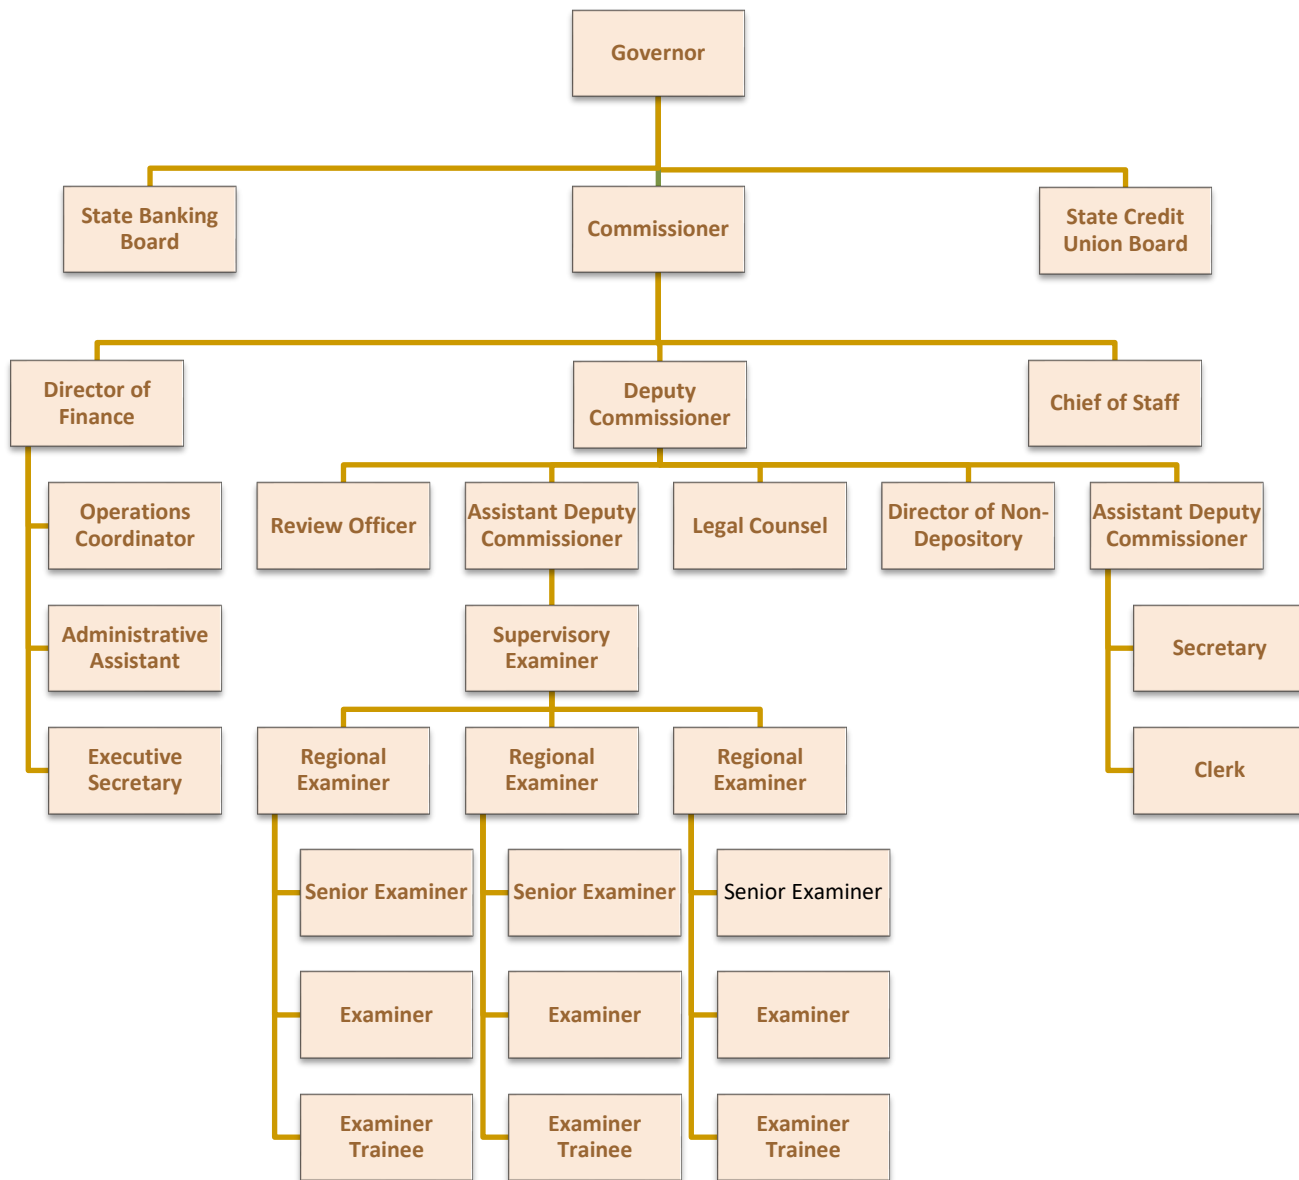 Governor
State Banking
Board
Commissioner
State Credit
Union Board
Director of
Finance
Deputy
Commissioner
Chief of Staff
Operations
Coordinator
Review Officer
Assistant Deputy
Commissioner
Legal Counsel
Director of Non-
Depository
Assistant Deputy
Commissioner
Administrative
Assistant
Supervisory
Examiner
Secretary
Executive
Secretary
Regional
Examiner
Regional
Examiner
Regional
Examiner
Clerk
Senior Examiner
Senior Examiner
Senior Examiner
Examiner
Examiner
Examiner
Examiner
Trainee
Examiner
Trainee
Examiner
Trainee